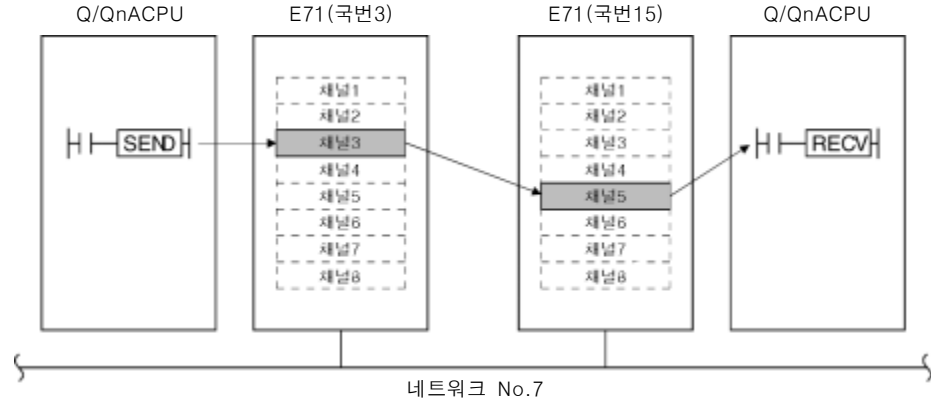 Q/QnACPU
E71(국번3)
E71(국번15)
Q/QnACPU
채널1
채널2
채널3
채널4
채널5
채널6
채널7
채널8
채널1
채널2
채널3
채널4
채널5
채널6
채널7
채널8
SEND
RECV
네트워크 No.7